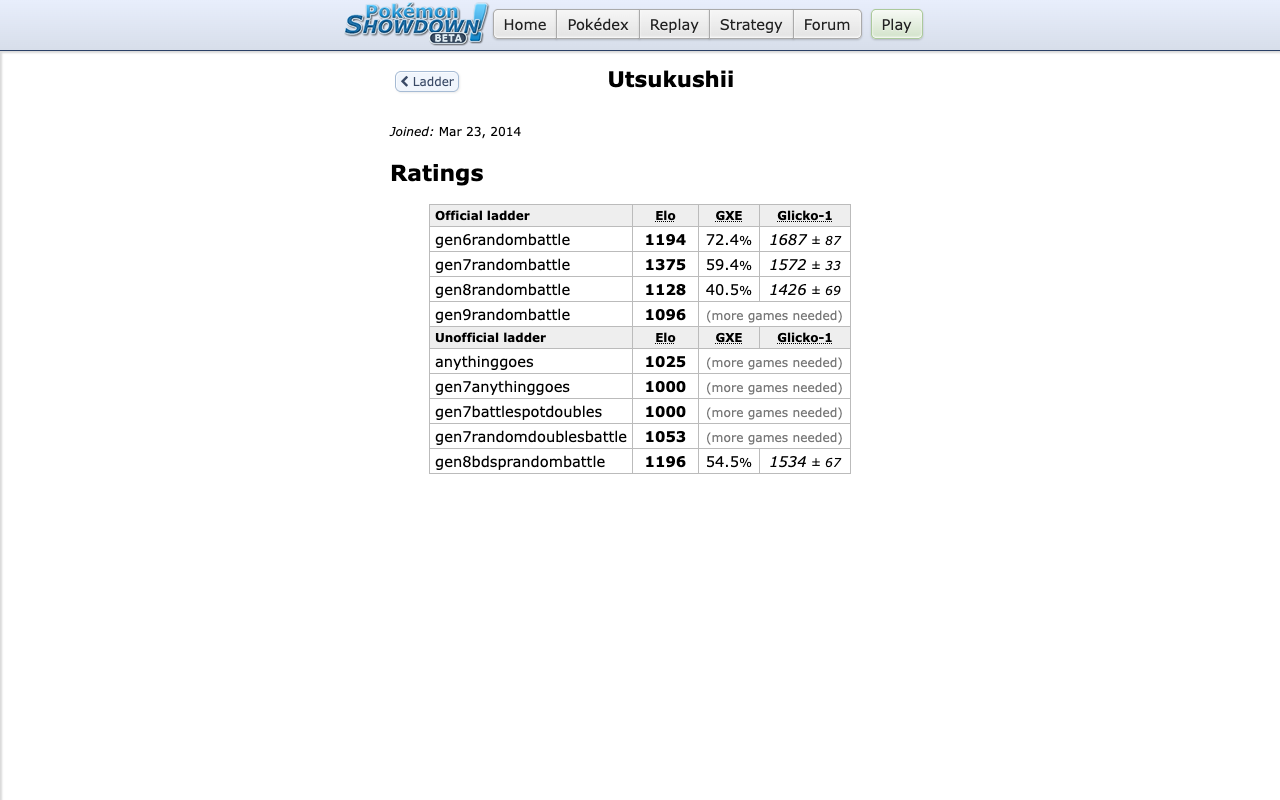 Pokémon
SHOWDOWN!
BETA
Home Pokédex Replay Strategy Forum Play
Ladder
Utsukushii
Joined: Mar 23, 2014
Ratings
Official ladder Elo GXE Glicko-1
gen6randombattle 1194 72.4% 1687 ± 87
gen7randombattle 1375 59.4% 1572 ± 33
gen8randombattle 1128 40.5% 1426 ± 69
gen9randombattle 1096 (more games needed)
Unofficial ladder Elo GXE Glicko-1
anythinggoes 1025 (more games needed)
gen7anythinggoes 1000 (more games needed)
gen7battlespotdoubles 1000 (more games needed)
gen7randomdoublesbattle 1053 (more games needed)
gen8bdsprandombattle 1196 54.5% 1534 ± 67